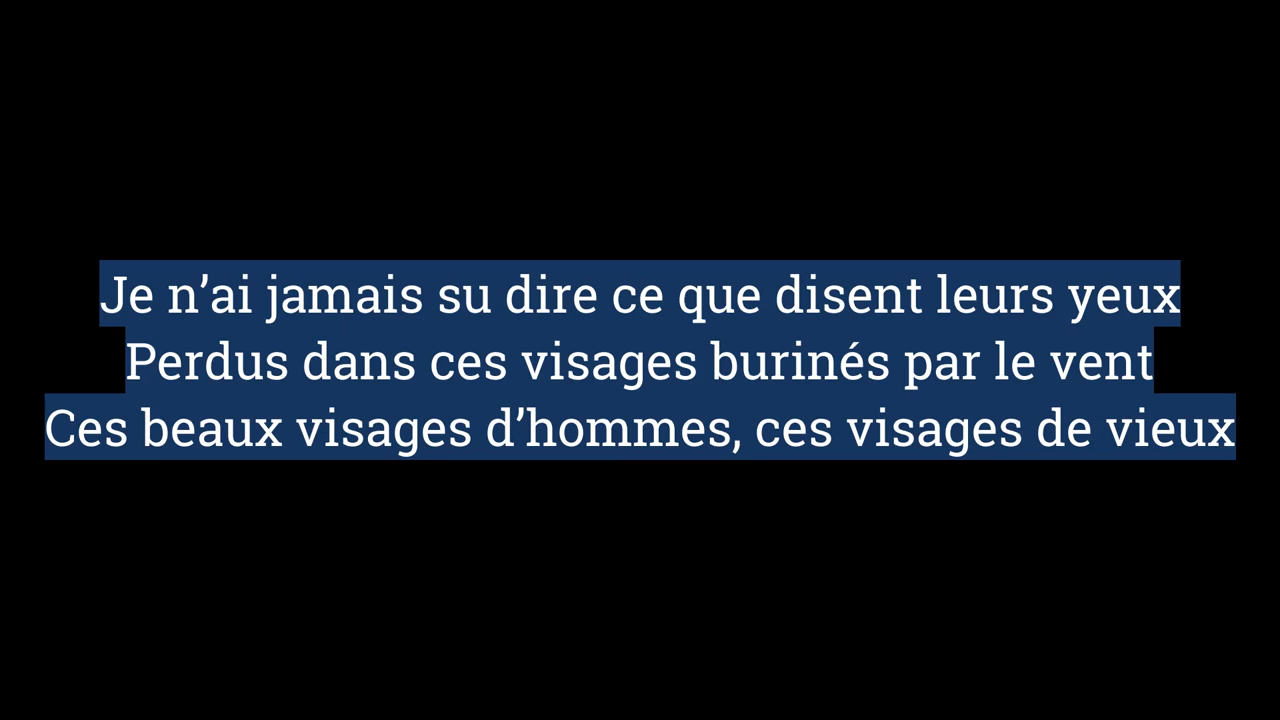 Je n’ai jamais su dire ce que disent leurs yeux
Perdus dans ces visages burinés par le vent
Ces beaux visages d’hommes, ces visages de vieux